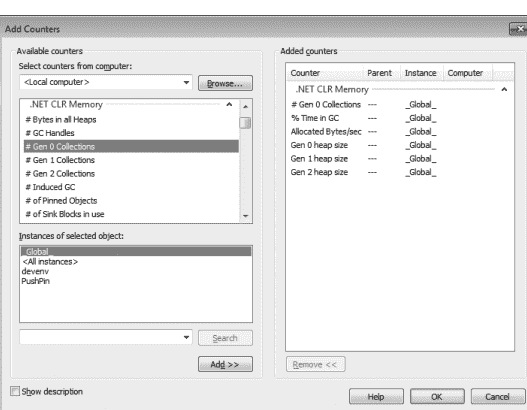 Add Counters
Available counters
Select counters from computer:
<Local computer>
Browse...
.NET CLR Memory
# Bytes in all Heaps
# GC Handles
# Gen 0 Collections
# Gen 1 Collections
# Gen 2 Collections
# Induced GC
# of Pinned Objects
# of Sink Blocks in use
Instances of selected object:
_Global_
<All instances>
devenv
PushPin
Search
Add >>
Show description
Added counters
Counter Parent Instance Computer
.NET CLR Memory
# Gen 0 Collections --- _Global_
% Time in GC --- _Global_
Allocated Bytes/sec --- _Global_
Gen 0 heap size --- _Global_
Gen 1 heap size --- _Global_
Gen 2 heap size --- _Global_
Remove <<
Help OK Cancel